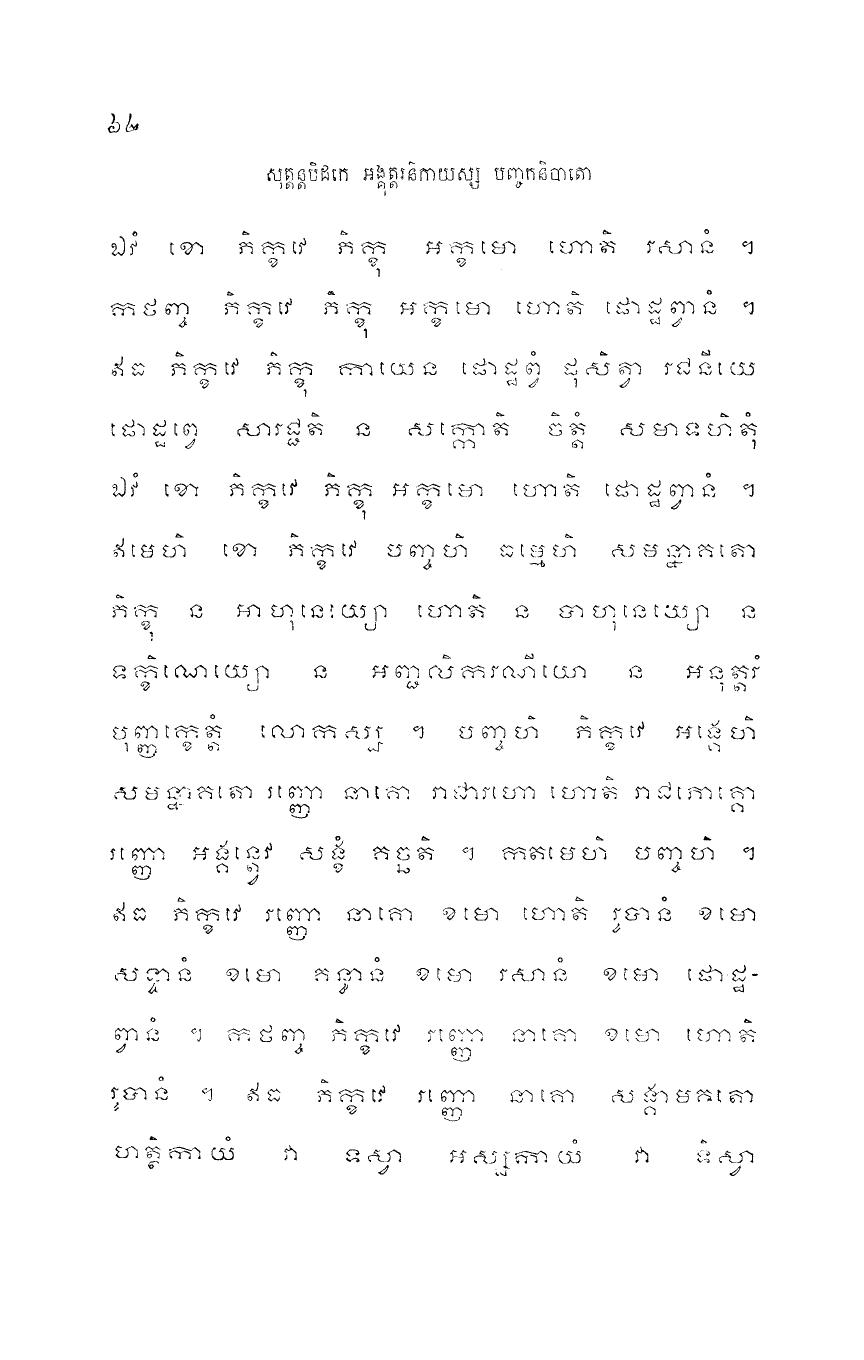 ៦២
សុត្តន្តបិដកេ អង្គុត្តរនិកាយស្ស បញ្ចកនិបាតោ
ឯវំ ខោ ភិក្ខវេ ភិក្ខុ អក្ខមោ ហោតិ រសានំ ។
កថញ្ច ភិក្ខវេ ភិក្ខុ អក្ខមោ ហោតិ ផោដ្ឋព្វានំ ។
ឥធ ភិក្ខវេ ភិក្ខុ កាយេន ផោដ្ឋព្វំ ផុសិត្វា រជនីយេ
ផោដ្ឋព្វេ សារជ្ជតិ ន សក្កោតិ ចិត្តំ សមាទហិតុំ
ឯវំ ខោ ភិក្ខវេ ភិក្ខុ អក្ខមោ ហោតិ ផោដ្ឋព្វានំ ។
ឥមេហិ ខោ ភិក្ខវេ បញ្ចហិ ធម្មេហិ សមន្នាគតោ
ភិក្ខុ ន អាហុនេយ្យោ ហោតិ ន បាហុនេយ្យោ ន
ទក្ខិណេយ្យោ ន អញ្ជលិករណីយោ ន អនុត្តរំ
បុញ្ញក្ខេត្តំ លោកស្ស ។ បញ្ចហិ ភិក្ខវេ អង្គេហិ
សមន្នាគតោ រញ្ញោ នាគោ រាជារហោ ហោតិ រាជភោគ្គោ
រញ្ញោ អង្គន្ត្វេវ សង្ខំ គច្ឆតិ ។ កតមេហិ បញ្ចហិ ។
ឥធ ភិក្ខវេ រញ្ញោ នាគោ ខមោ ហោតិ រូបានំ ខមោ
សទ្ទានំ ខមោ គន្ធានំ ខមោ រសានំ ខមោ ផោដ្ឋ-
ព្វានំ ។ កថញ្ច ភិក្ខវេ រញ្ញោ នាគោ ខមោ ហោតិ
រូបានំ ។ ឥធ ភិក្ខវេ រញ្ញោ នាគោ សង្គាមគតោ
ហត្ថិកាយំ វា ទិស្វា អស្សកាយំ វា ទិស្វា